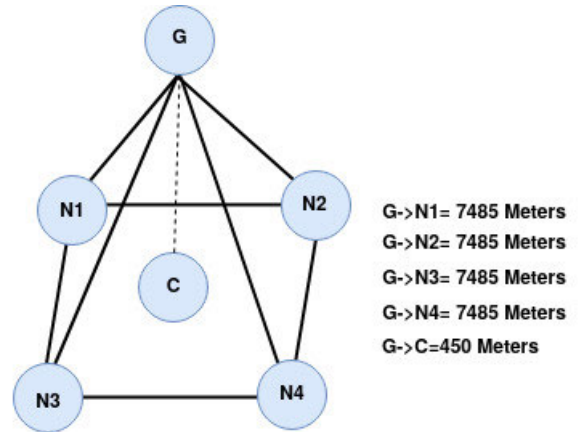 G
N1
N2
C
N3
N4
G->N1= 7485 Meters
G->N2= 7485 Meters
G->N3= 7485 Meters
G->N4= 7485 Meters
G->C=450 Meters